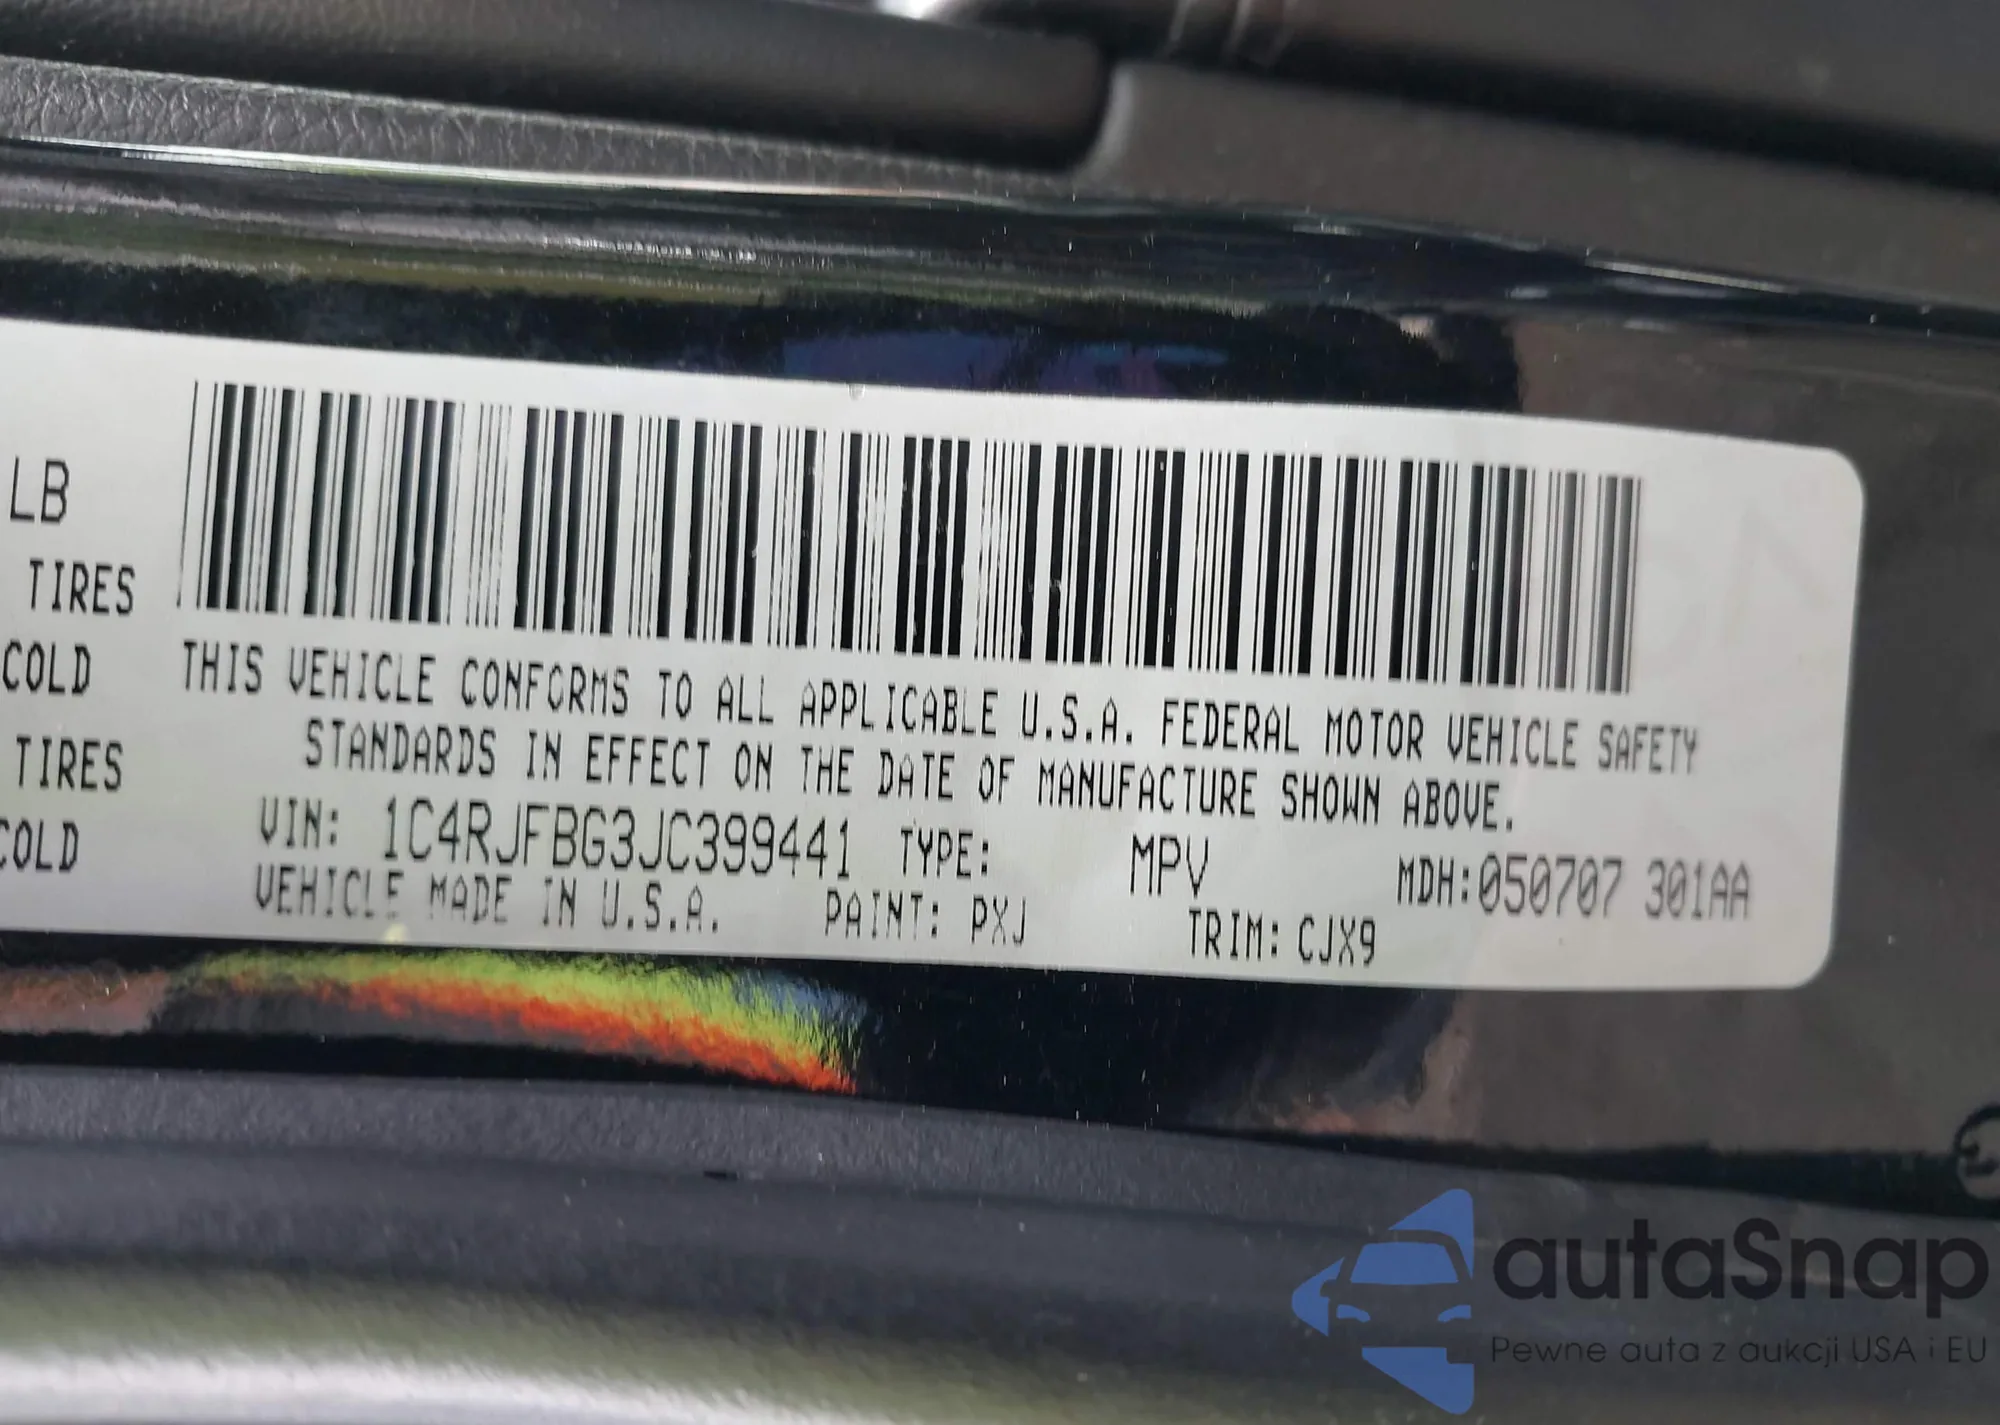 LB
TIRES
COLD
TIRES
COLD
THIS VEHICLE CONFORMS TO ALL APPLICABLE U.S.A. FEDERAL MOTOR VEHICLE SAFETY
STANDARDS IN EFFECT ON THE DATE OF MANUFACTURE SHOWN ABOVE.
VIN: 1C4RJFBG3JC399441 TYPE: MPV MDH:050707 301AA
VEHICLE MADE IN U.S.A. PAINT: PXJ TRIM: CJX9
autaSnap
Pewne auta z aukcji USA i EU